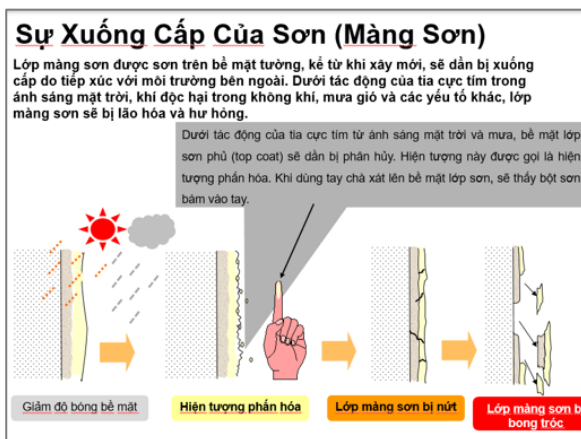 Sự Xuống Cấp Của Sơn (Màng Sơn)
Lớp màng sơn được sơn trên bề mặt tường, kể từ khi xây mới, sẽ dần bị xuống
cấp do tiếp xúc với môi trường bên ngoài. Dưới tác động của tia cực tím trong
ánh sáng mặt trời, khí độc hại trong không khí, mưa gió và các yếu tố khác, lớp
màng sơn sẽ bị lão hóa và hư hỏng.
Dưới tác động của tia cực tím từ ánh sáng mặt trời và mưa, bề mặt lớp
sơn phủ (top coat) sẽ dần bị phân hủy. Hiện tượng này được gọi là hiện
tượng phấn hóa. Khi dùng tay chà xát lên bề mặt lớp sơn, sẽ thấy bột sơn
bám vào tay.
Giảm độ bóng bề mặt
Hiện tượng phấn hóa
Lớp màng sơn bị nứt
Lớp màng sơn bị
bong tróc